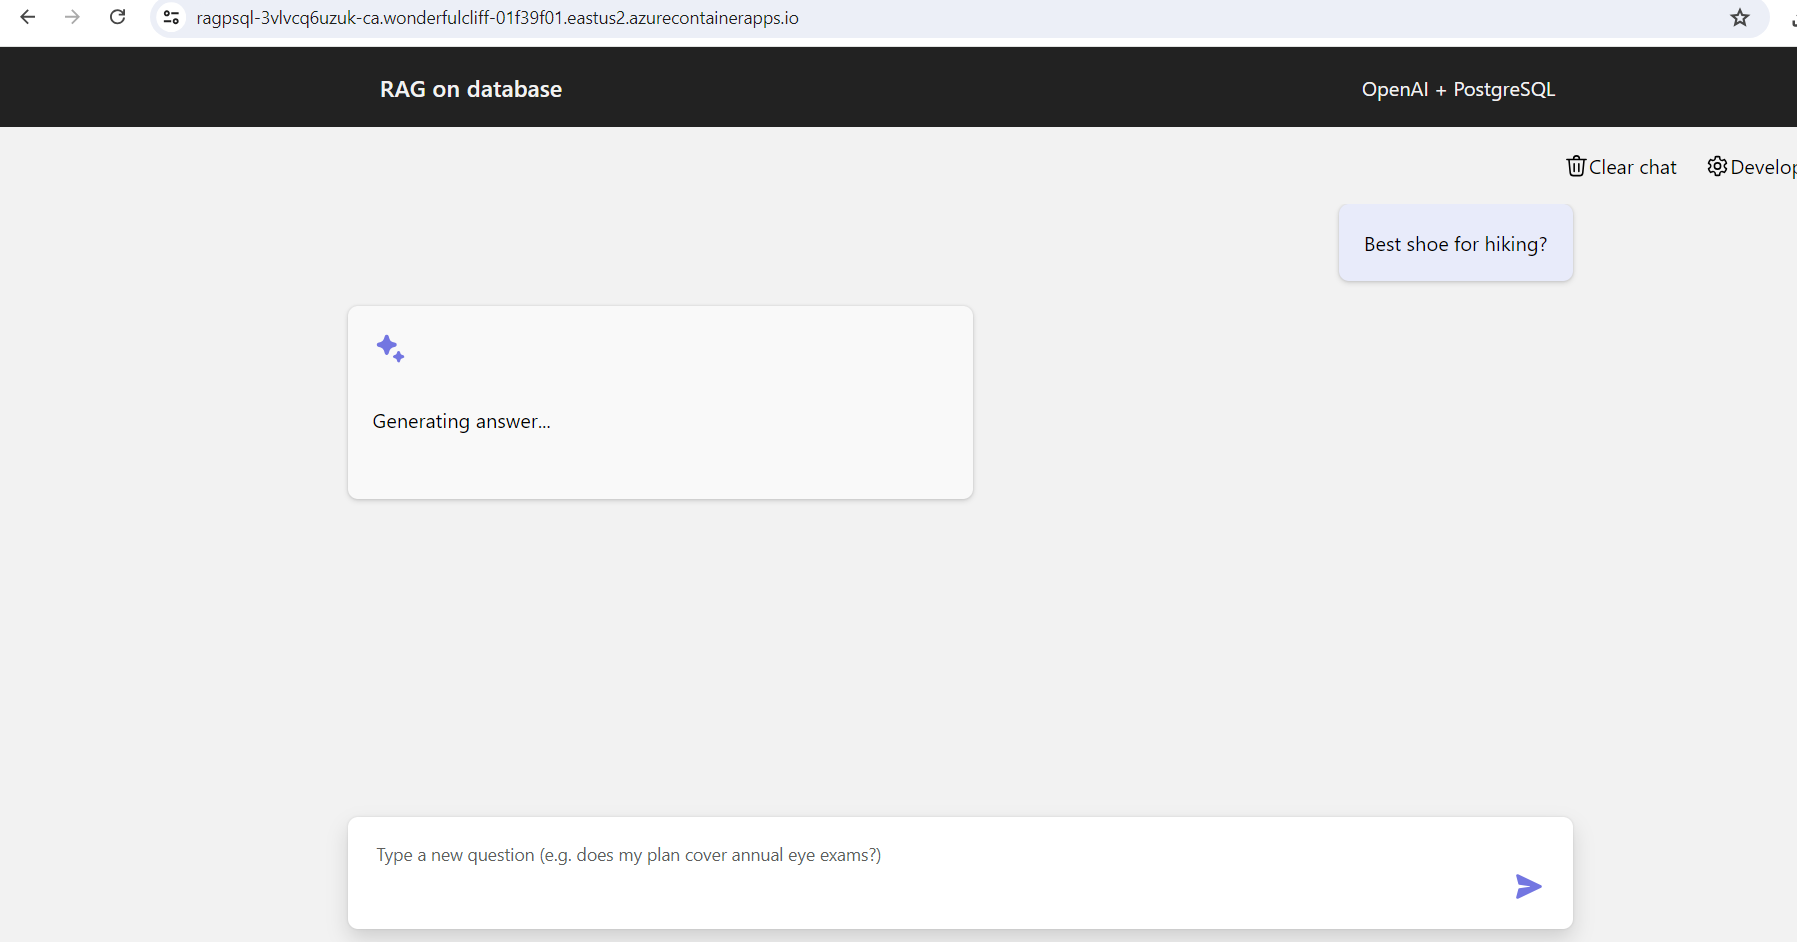 ragpsql-3vlvcq6uzuk-ca.wonderfulcliff-01f39f01.eastus2.azurecontainerapps.io
RAG on database
OpenAI + PostgreSQL
Clear chat
Develop
Best shoe for hiking?
Generating answer...
Type a new question (e.g. does my plan cover annual eye exams?)